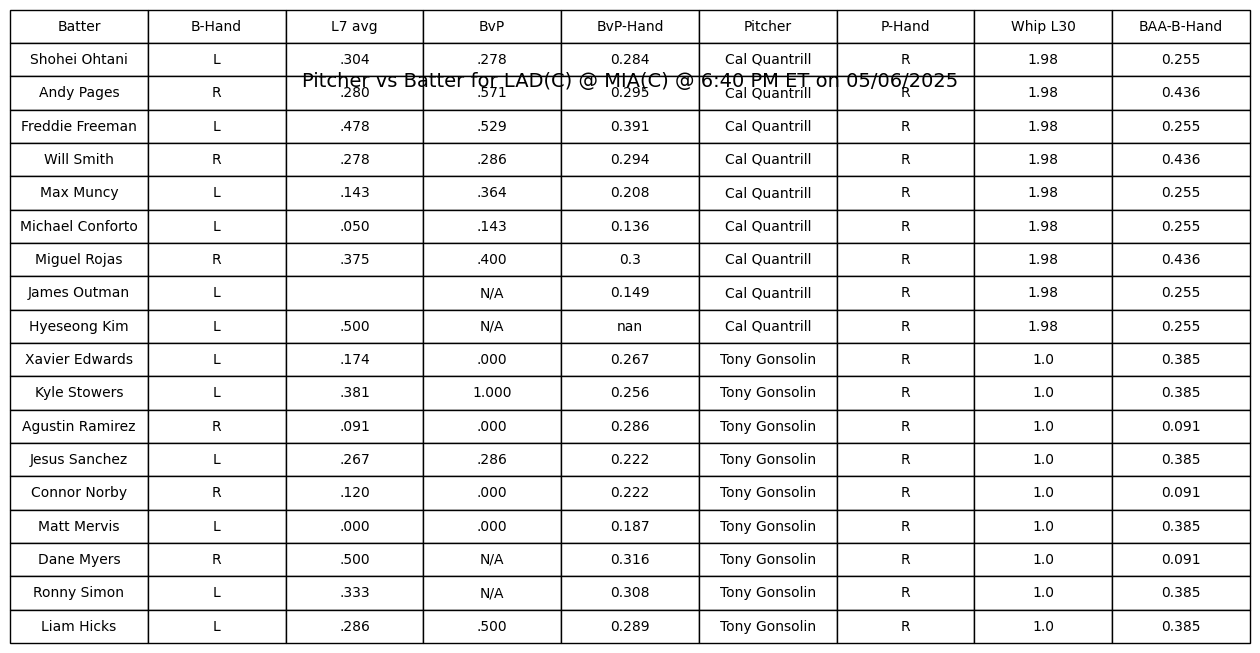 Batter B-Hand L7 avg BvP BvP-Hand Pitcher P-Hand Whip L30 BAA-B-Hand
Shohei Ohtani L .304 .278 0.284 Cal Quantrill R 1.98 0.255
Pitcher vs Batter for LAD(C) @ MIA(C) @ 6:40 PM ET on 05/06/2025
Andy Pages R .280 .571 0.295 Cal Quantrill R 1.98 0.436
Freddie Freeman L .478 .529 0.391 Cal Quantrill R 1.98 0.255
Will Smith R .278 .286 0.294 Cal Quantrill R 1.98 0.436
Max Muncy L .143 .364 0.208 Cal Quantrill R 1.98 0.255
Michael Conforto L .050 .143 0.136 Cal Quantrill R 1.98 0.255
Miguel Rojas R .375 .400 0.3 Cal Quantrill R 1.98 0.436
James Outman L N/A 0.149 Cal Quantrill R 1.98 0.255
Hyeseong Kim L .500 N/A nan Cal Quantrill R 1.98 0.255
Xavier Edwards L .174 .000 0.267 Tony Gonsolin R 1.0 0.385
Kyle Stowers L .381 1.000 0.256 Tony Gonsolin R 1.0 0.385
Agustin Ramirez R .091 .000 0.286 Tony Gonsolin R 1.0 0.091
Jesus Sanchez L .267 .286 0.222 Tony Gonsolin R 1.0 0.385
Connor Norby R .120 .000 0.222 Tony Gonsolin R 1.0 0.091
Matt Mervis L .000 .000 0.187 Tony Gonsolin R 1.0 0.385
Dane Myers R .500 N/A 0.316 Tony Gonsolin R 1.0 0.091
Ronny Simon L .333 N/A 0.308 Tony Gonsolin R 1.0 0.385
Liam Hicks L .286 .500 0.289 Tony Gonsolin R 1.0 0.385